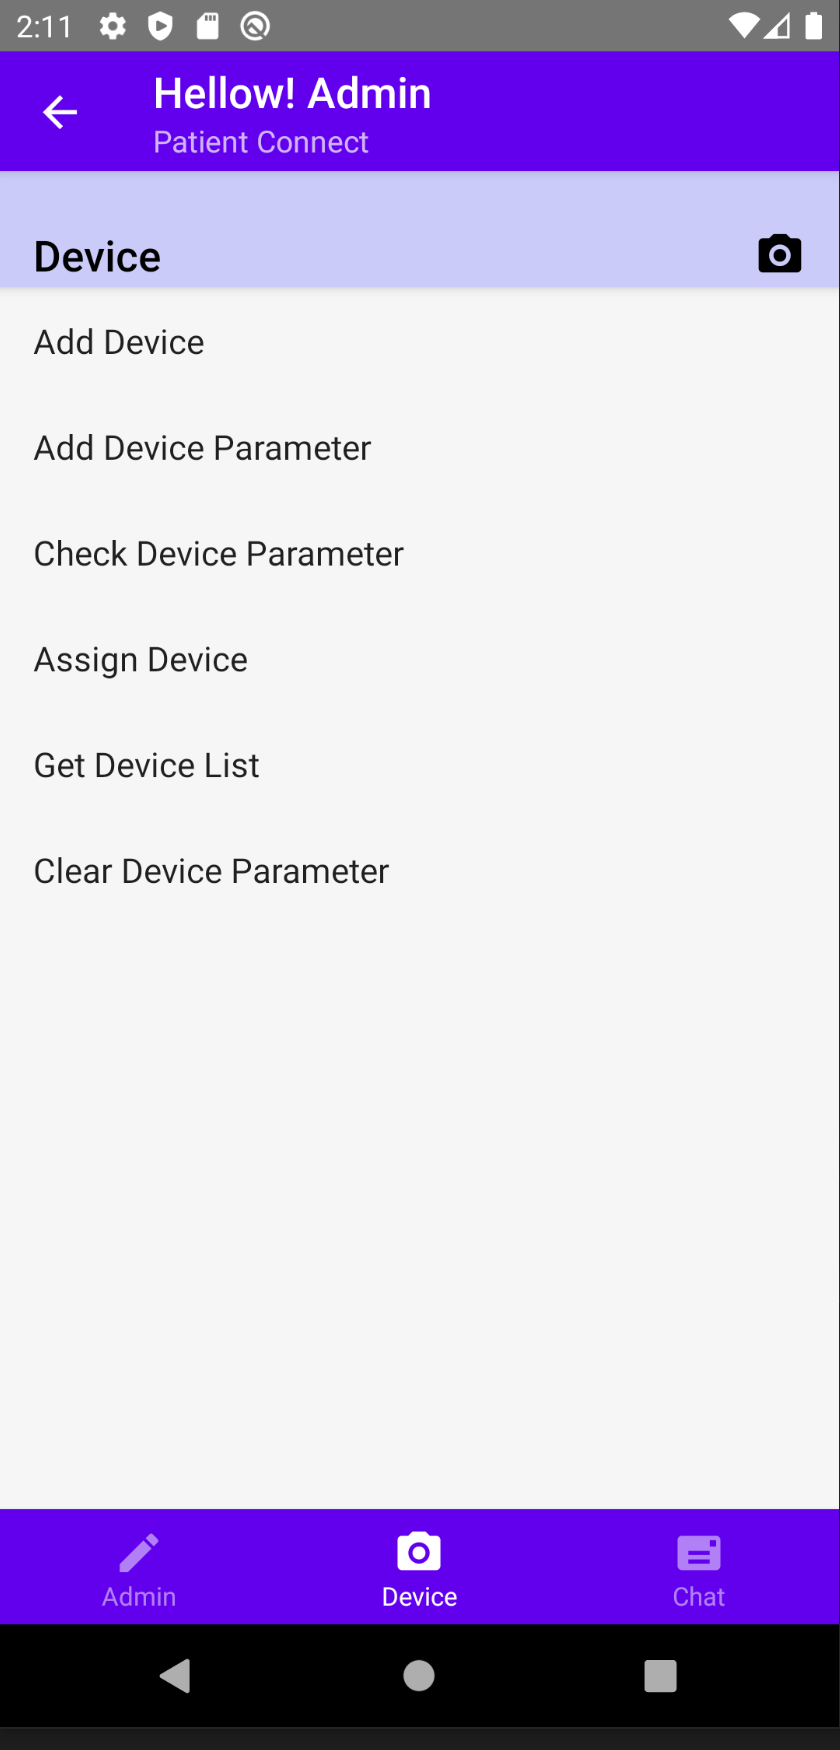 2:11
Hellow! Admin
Patient Connect
Device
Add Device
Add Device Parameter
Check Device Parameter
Assign Device
Get Device List
Clear Device Parameter
Admin
Device
Chat